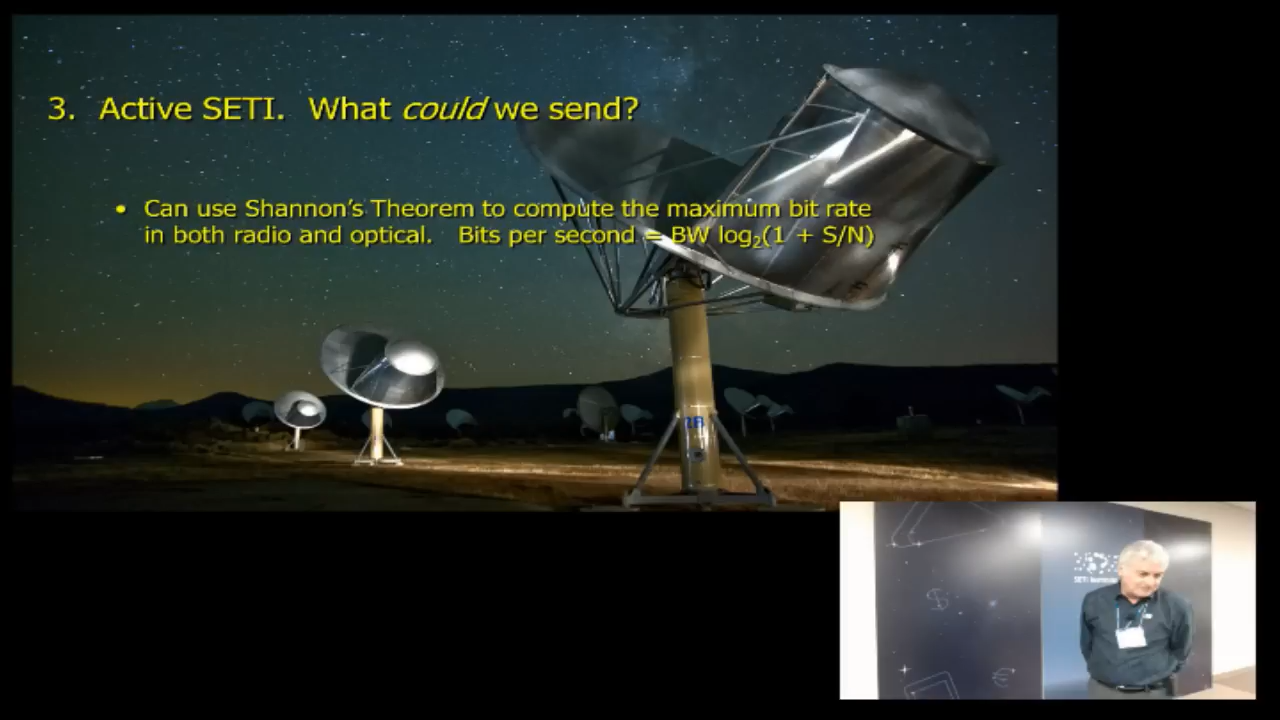 3. Active SETI. What could we send?
• Can use Shannon's Theorem to compute the maximum bit rate
in both radio and optical. Bits per second = BW log₂(1 + S/N)
SETI
$
€